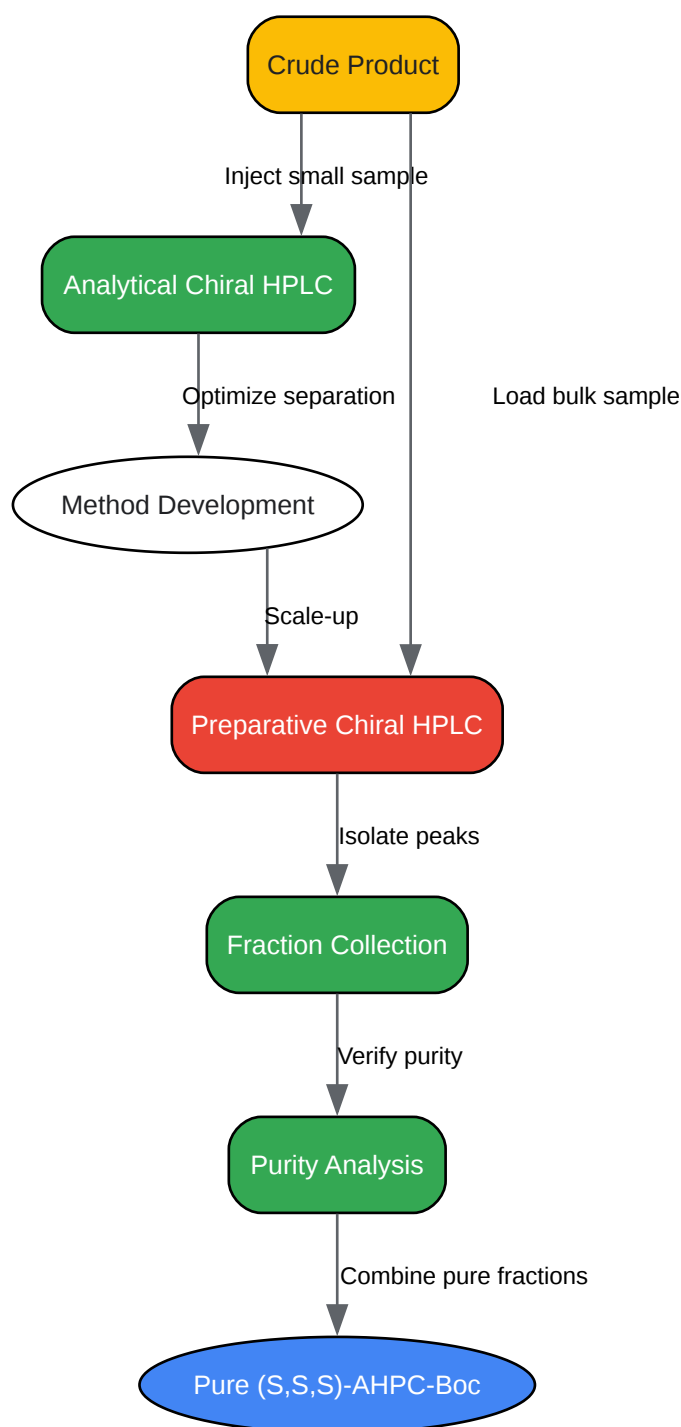 Crude Product
Inject small sample
Analytical Chiral HPLC
Optimize separation
Load bulk sample
Method Development
Scale-up
Preparative Chiral HPLC
Isolate peaks
Fraction Collection
Verify purity
Purity Analysis
Combine pure fractions
Pure (S,S,S)-AHPC-Boc